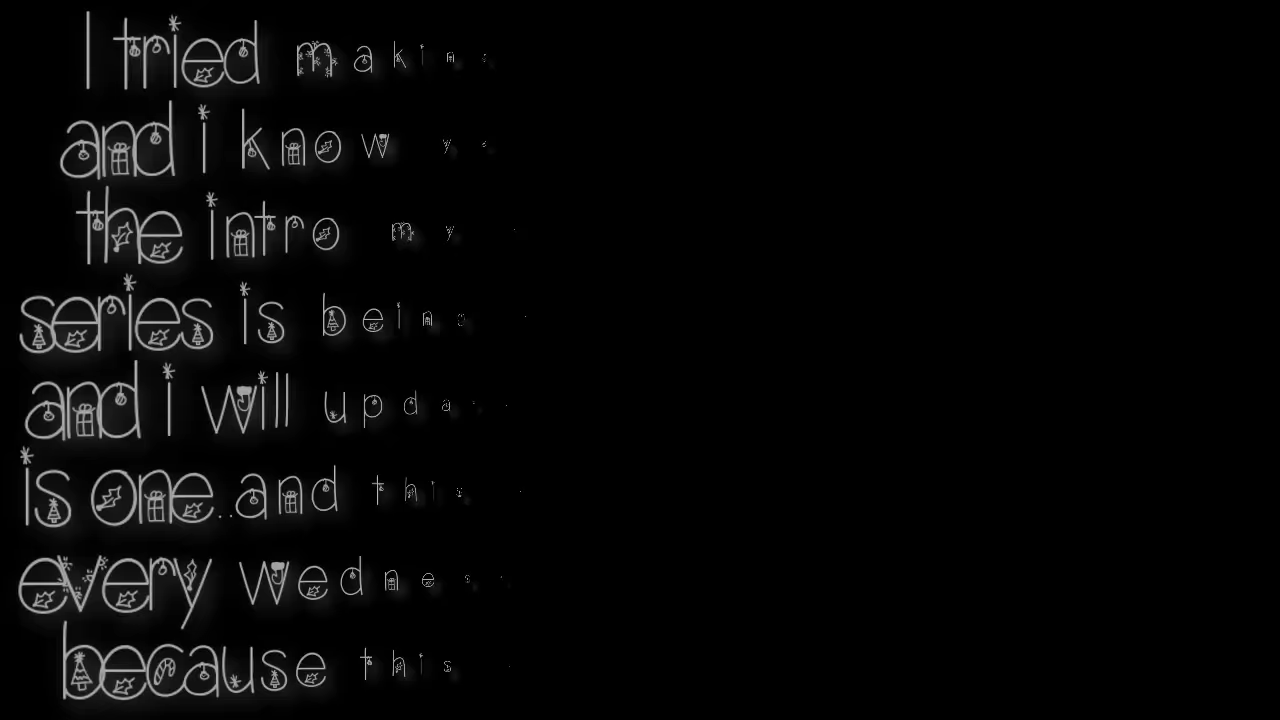 I tried makin
and i know
the intro my
series is bein
and i will upda
is one..and this
every Wednes
because this